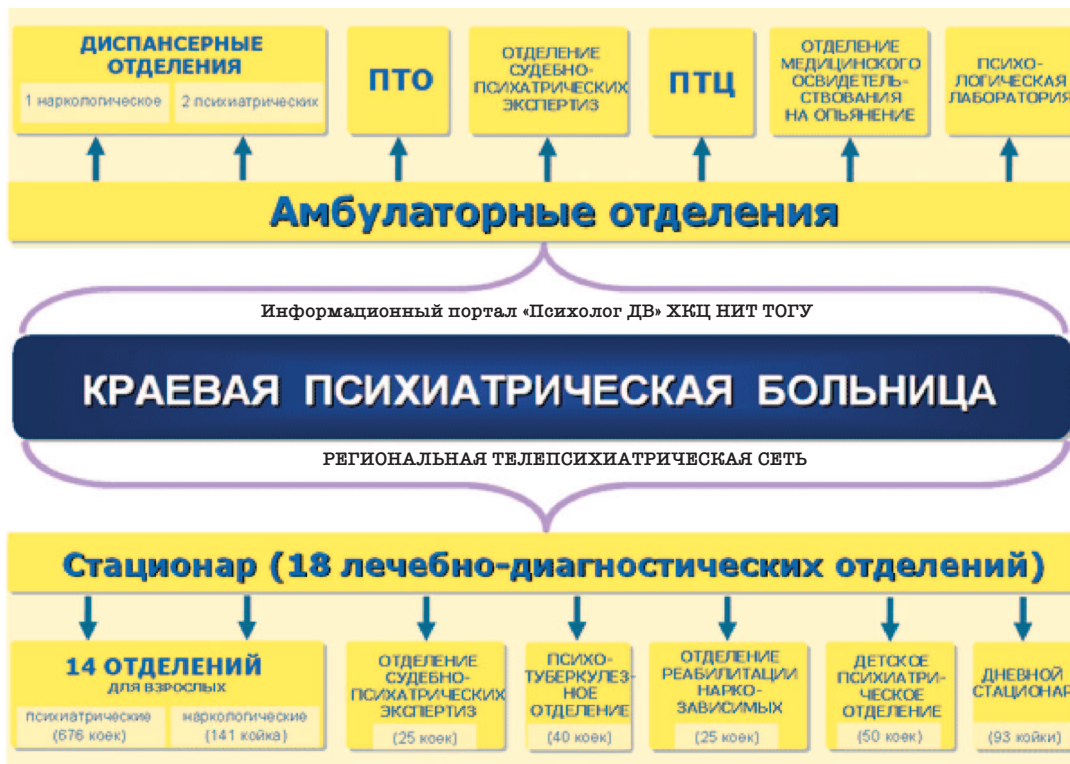 ДИСПАНСЕРНЫЕ
ОТДЕЛЕНИЯ
1 наркологическое
2 психиатрических
ПТО
ОТДЕЛЕНИЕ
СУДЕБНО-
ПСИХАТРИЧЕСКИХ
ЭКСПЕРТИЗ
ПТЦ
ОТДЕЛЕНИЕ
МЕДИЦИНСКОГО
ОСВИДЕТЕЛЬ-
СТВОВАНИЯ
НА ОПЬЯНЕНИЕ
ПСИХО-
ЛОГИЧЕСКАЯ
ЛАБОРАТОРИЯ
Амбулаторные отделения
Информационный портал «Психолог ДВ» ХКЦ НИТ ТОГУ
КРАЕВАЯ ПСИХИАТРИЧЕСКАЯ БОЛЬНИЦА
РЕГИОНАЛЬНАЯ ТЕЛЕПСИХИАТРИЧЕСКАЯ СЕТЬ
Стационар (18 лечебно-диагностических отделений)
14 ОТДЕЛЕНИЙ
ДЛЯ ВЗРОСЛЫХ
психиатрические
(676 коек)
наркологические
(141 койка)
ОТДЕЛЕНИЕ
СУДЕБНО-
ПСИХАТРИЧЕСКИХ
ЭКСПЕРТИЗ
(25 коек)
ПСИХО-
ТУБЕРКУЛЕЗ-
НОЕ
ОТДЕЛЕНИЕ
(40 коек)
ОТДЕЛЕНИЕ
РЕАБИЛИТАЦИИ
НАРКО-
ЗАВИСИМЫХ
(25 коек)
ДЕТСКОЕ
ПСИХИАТРИ-
ЧЕСКОЕ
ОТДЕЛЕНИЕ
(50 коек)
ДНЕВНОЙ
СТАЦИОНАР
(93 койки)